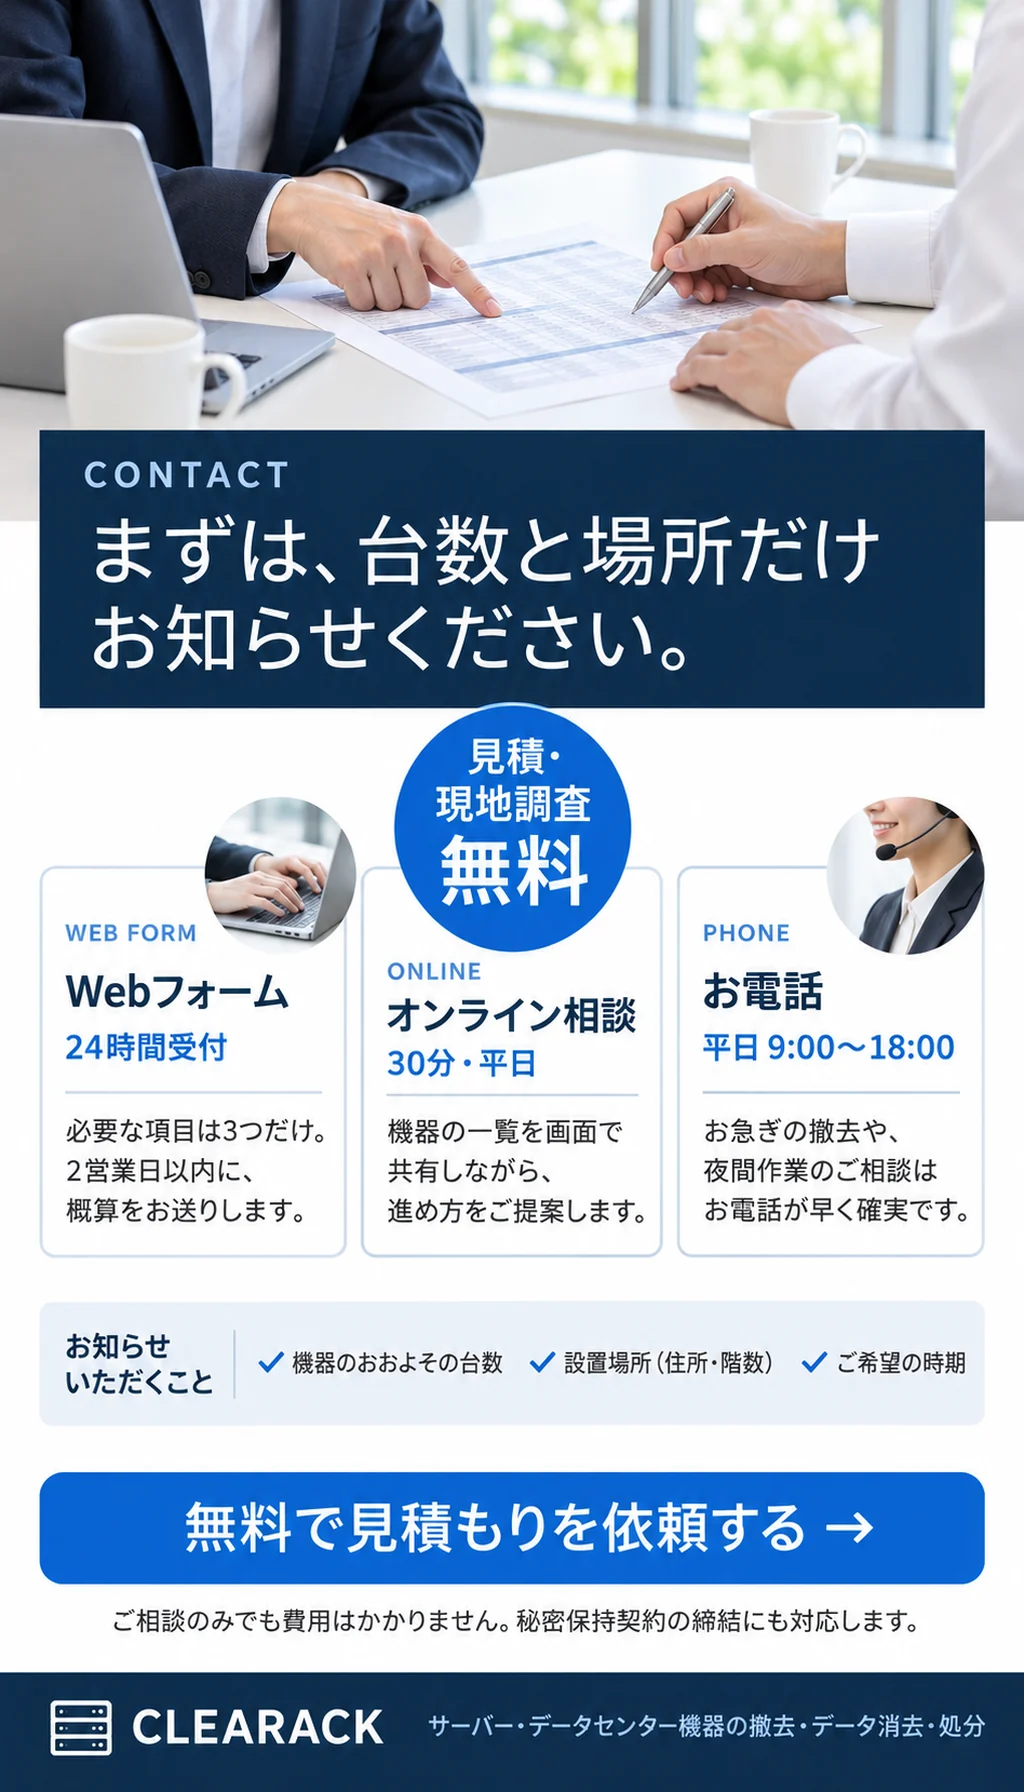 CONTACT
まずは、台数と場所だけ
お知らせください。
見積・
現地調査
無料
WEB FORM
Webフォーム
24時間受付
必要な項目は3つだけ。
2営業日以内に、
概算をお送りします。
ONLINE
オンライン相談
30分・平日
機器の一覧を画面で
共有しながら、
進め方をご提案します。
PHONE
お電話
平日 9:00〜18:00
お急ぎの撤去や、
夜間作業のご相談は
お電話が早く確実です。
お知らせ
いただくこと
機器のおおよその台数
設置場所（住所・階数）
ご希望の時期
無料で見積もりを依頼する →
ご相談のみでも費用はかかりません。秘密保持契約の締結にも対応します。
CLEARACK
サーバー・データセンター機器の撤去・データ消去・処分